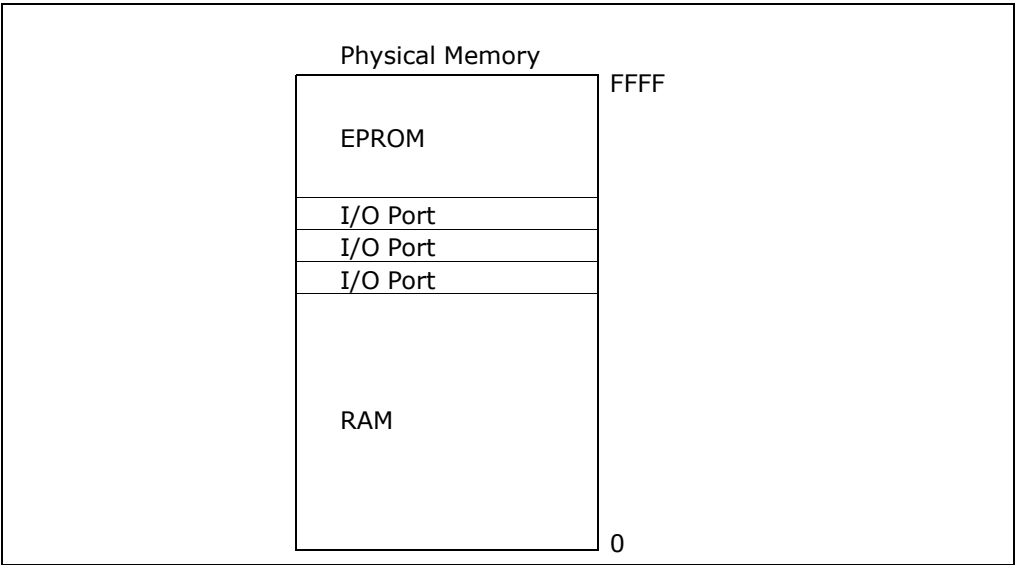 Physical Memory
FFFF
EPROM
I/O Port
I/O Port
I/O Port
RAM
0